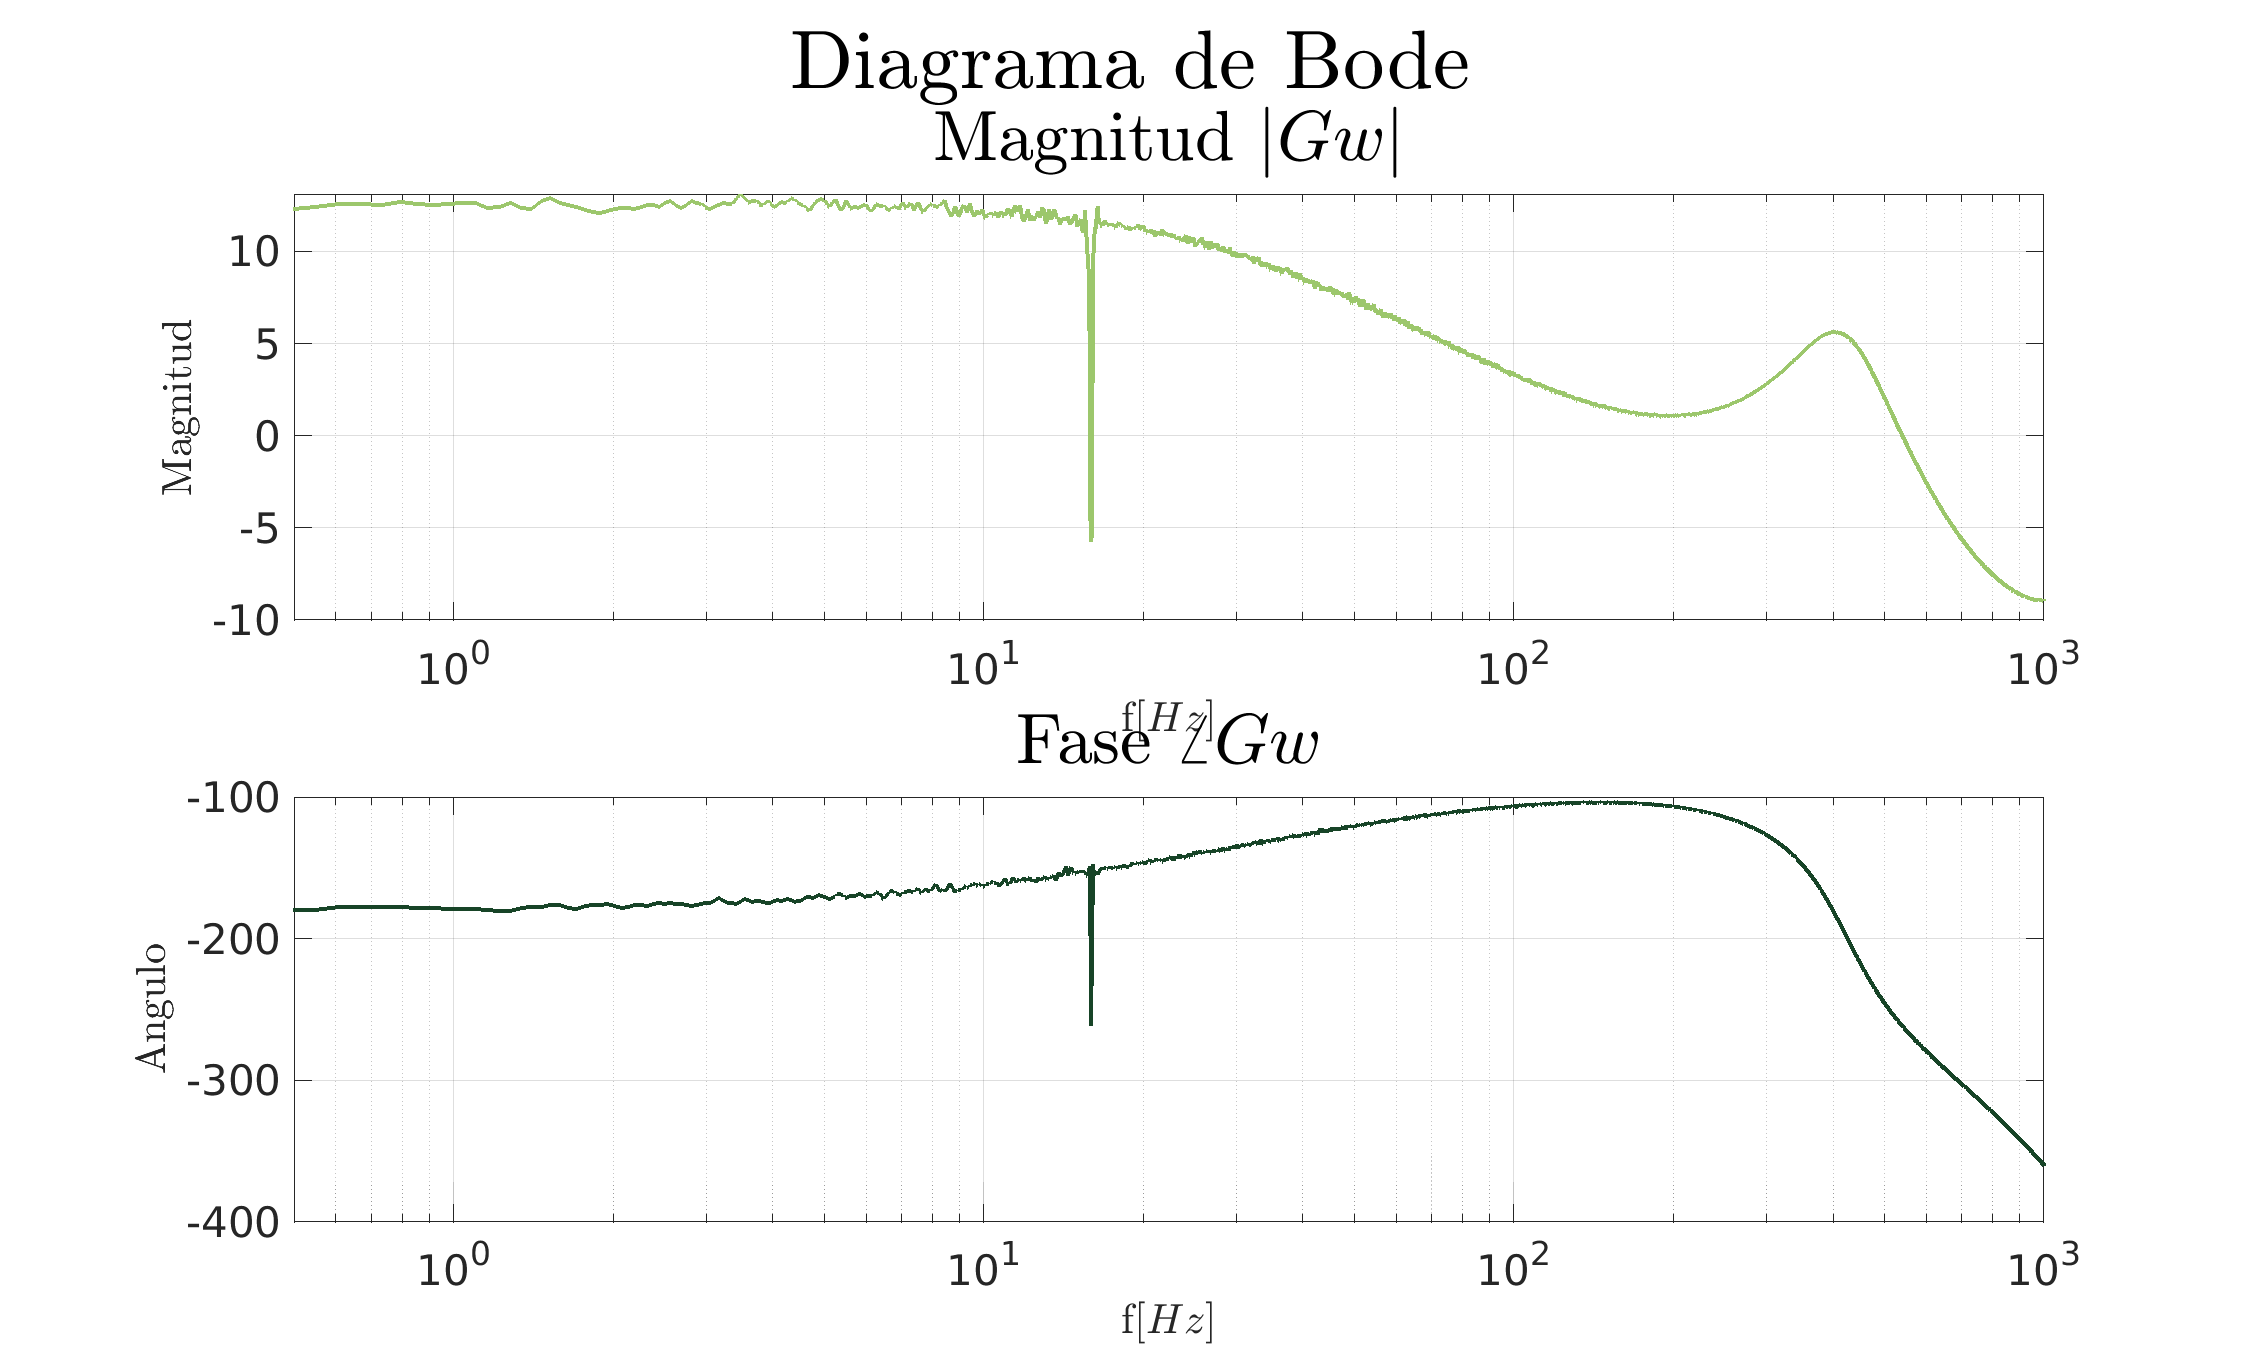 Diagrama de Bode
Magnitud |Gw|
Magnitud
10
5
0
-5
-10
10^0
10^1
10^2
10^3
f[Hz]
Fase ∠Gw
Angulo
-100
-200
-300
-400
10^0
10^1
10^2
10^3
f[Hz]